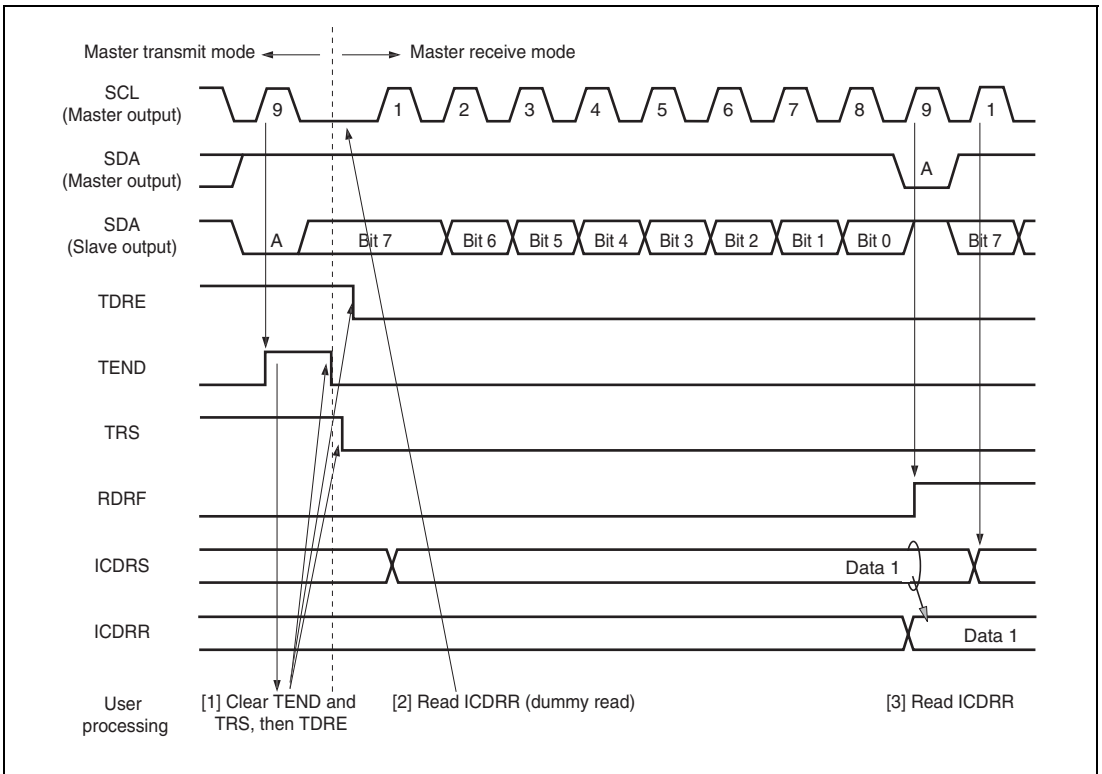 Master transmit mode
Master receive mode
SCL
(Master output)
9 1 2 3 4 5 6 7 8 9 1
SDA
(Master output)
A
SDA
(Slave output)
A Bit 7 Bit 6 Bit 5 Bit 4 Bit 3 Bit 2 Bit 1 Bit 0 Bit 7
TDRE
TEND
TRS
RDRF
ICDRS
Data 1
ICDRR
Data 1
User
processing
[1] Clear TEND and
TRS, then TDRE
[2] Read ICDRR (dummy read)
[3] Read ICDRR